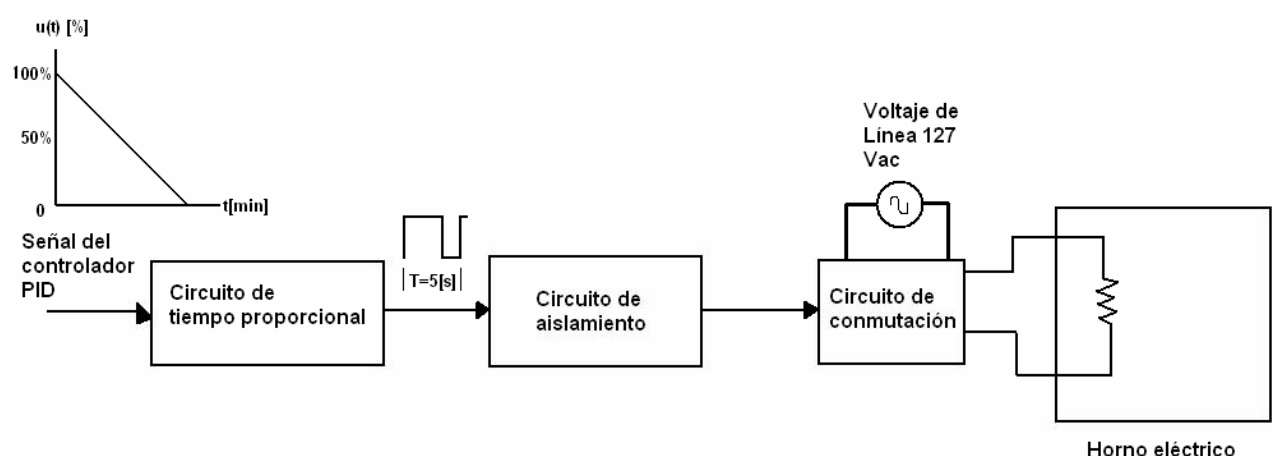 u(t) [%]
100%
50%
0
t[min]
Señal del
controlador
PID
Circuito de
tiempo proporcional
T=5[s]
Circuito de
aislamiento
Voltaje de
Línea 127
Vac
Circuito de
conmutación
Horno eléctrico